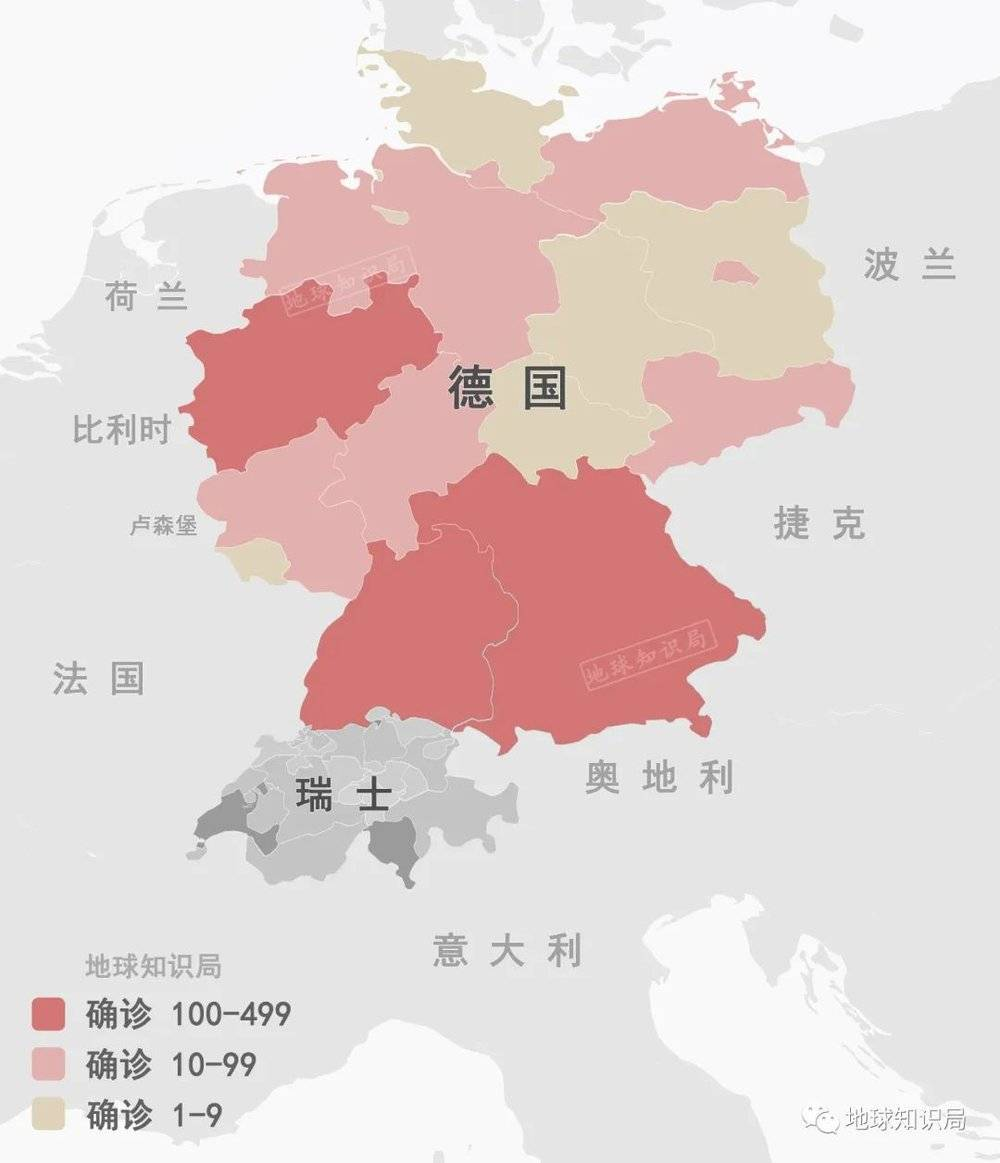 地球知识局
荷兰
德国
波兰
比利时
卢森堡
捷克
法国
地球知识局
瑞士
奥地利
意大利
地球知识局
确诊 100-499
确诊 10-99
确诊 1-9
地球知识局